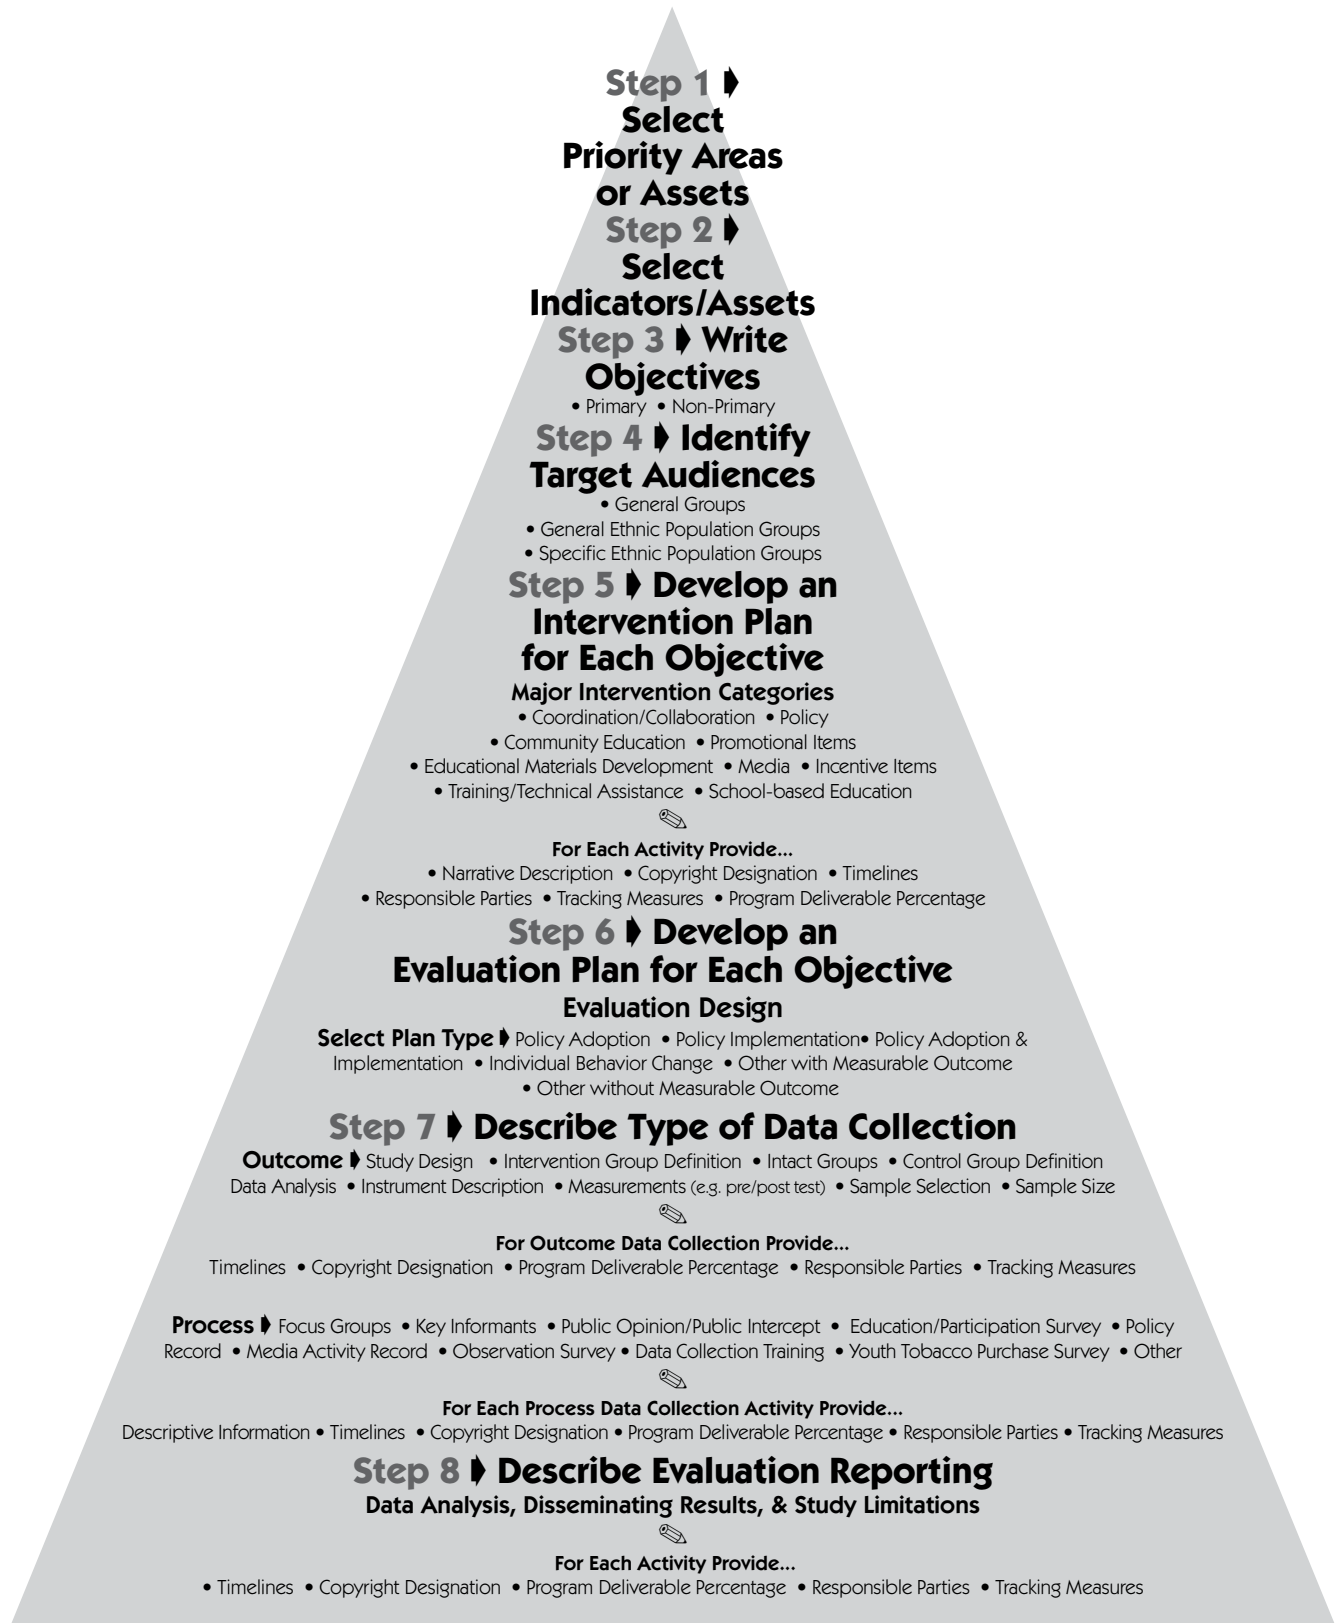 Step 1 ➧
Select
Priority Areas
or Assets
Step 2 ➧
Select
Indicators/Assets
Step 3 ➧ Write
Objectives
• Primary • Non-Primary
Step 4 ➧ Identify
Target Audiences
• General Groups
• General Ethnic Population Groups
• Specific Ethnic Population Groups
Step 5 ➧ Develop an
Intervention Plan
for Each Objective
Major Intervention Categories
• Coordination/Collaboration • Policy
• Community Education • Promotional Items
• Educational Materials Development • Media • Incentive Items
• Training/Technical Assistance • School-based Education
✎
For Each Activity Provide...
• Narrative Description • Copyright Designation • Timelines
• Responsible Parties • Tracking Measures • Program Deliverable Percentage
Step 6 ➧ Develop an
Evaluation Plan for Each Objective
Evaluation Design
Select Plan Type ➧ Policy Adoption • Policy Implementation• Policy Adoption &
Implementation • Individual Behavior Change • Other with Measurable Outcome
• Other without Measurable Outcome
Step 7 ➧ Describe Type of Data Collection
Outcome ➧ Study Design • Intervention Group Definition • Intact Groups • Control Group Definition
Data Analysis • Instrument Description • Measurements (e.g. pre/post test) • Sample Selection • Sample Size
✎
For Outcome Data Collection Provide...
Timelines • Copyright Designation • Program Deliverable Percentage • Responsible Parties • Tracking Measures
Process ➧ Focus Groups • Key Informants • Public Opinion/Public Intercept • Education/Participation Survey • Policy
Record • Media Activity Record • Observation Survey • Data Collection Training • Youth Tobacco Purchase Survey • Other
✎
For Each Process Data Collection Activity Provide...
Descriptive Information • Timelines • Copyright Designation • Program Deliverable Percentage • Responsible Parties • Tracking Measures
Step 8 ➧ Describe Evaluation Reporting
Data Analysis, Disseminating Results, & Study Limitations
✎
For Each Activity Provide...
• Timelines • Copyright Designation • Program Deliverable Percentage • Responsible Parties • Tracking Measures